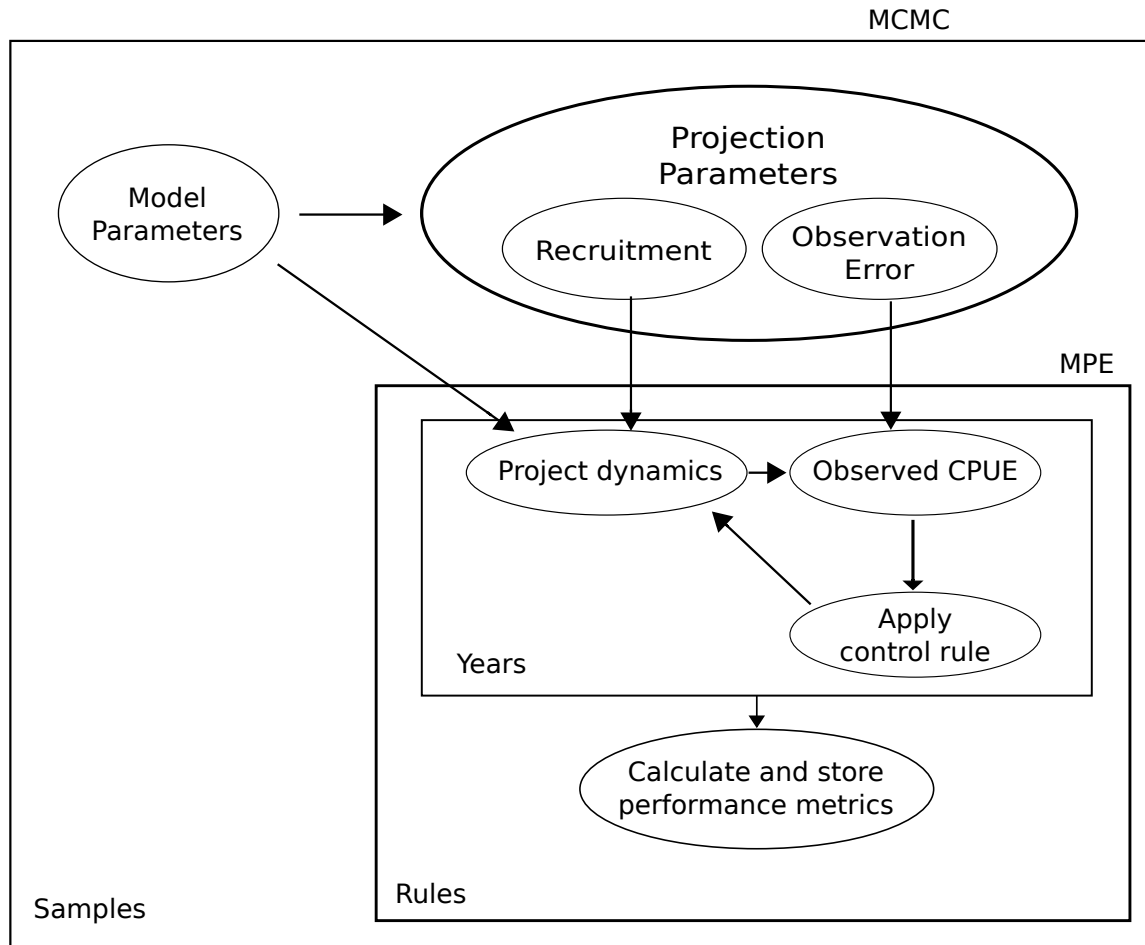 MCMC
Projection
Parameters
Model
Parameters
Recruitment
Observation
Error
MPE
Project dynamics
Observed CPUE
Apply
control rule
Years
Calculate and store
performance metrics
Rules
Samples